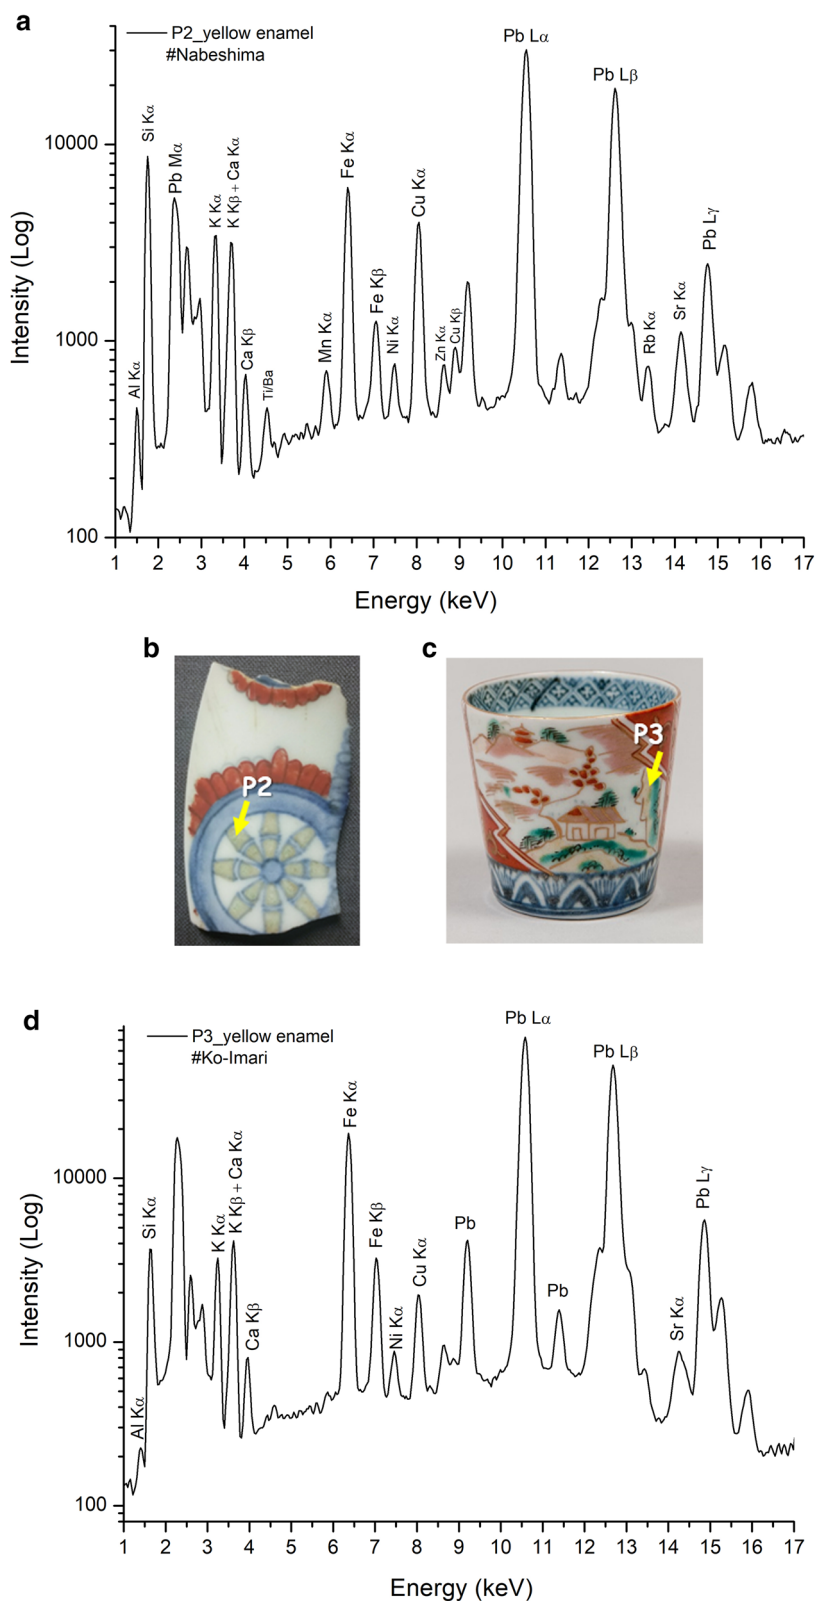 a
P2_yellow enamel
#Nabeshima
Pb Lα
Pb Lβ
Si Kα
Pb Mα
K Kα
K Kβ + Ca Kα
Fe Kα
Cu Kα
Pb Lγ
Al Kα
Ca Kβ
Ti/Ba
Mn Kα
Fe Kβ
Ni Kα
Zn Kα
Cu Kβ
Rb Kα
Sr Kα
Intensity (Log)
10000
1000
100
1 2 3 4 5 6 7 8 9 10 11 12 13 14 15 16 17
Energy (keV)
b
P2
c
P3
d
P3_yellow enamel
#Ko-Imari
Pb Lα
Pb Lβ
Fe Kα
Si Kα
K Kα
K Kβ + Ca Kα
Pb Lγ
Al Kα
Ca Kβ
Fe Kβ
Ni Kα
Cu Kα
Pb
Pb
Sr Kα
Intensity (Log)
10000
1000
100
1 2 3 4 5 6 7 8 9 10 11 12 13 14 15 16 17
Energy (keV)